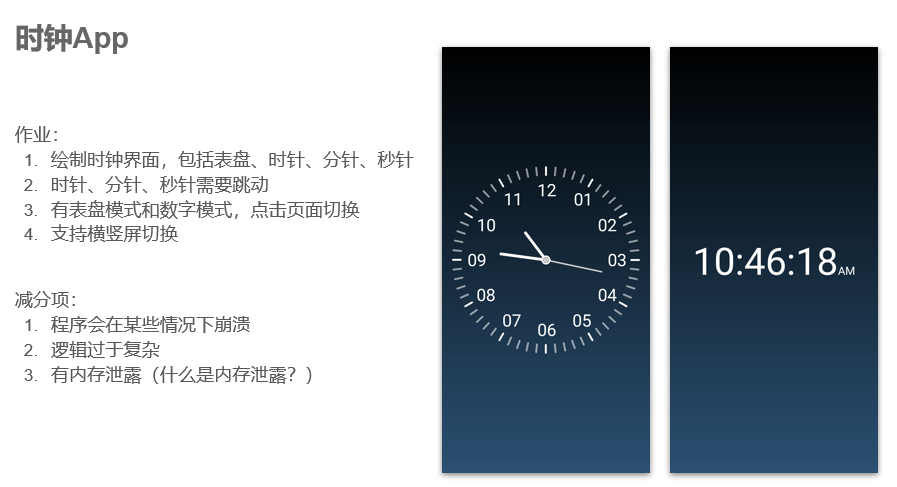 时钟App
作业：
1. 绘制时钟界面，包括表盘、时针、分针、秒针
2. 时针、分针、秒针需要跳动
3. 有表盘模式和数字模式，点击页面切换
4. 支持横竖屏切换
减分项：
1. 程序会在某些情况下崩溃
2. 逻辑过于复杂
3. 有内存泄露（什么是内存泄露？）
12
01
02
03
04
05
06
07
08
09
10
11
10:46:18AM